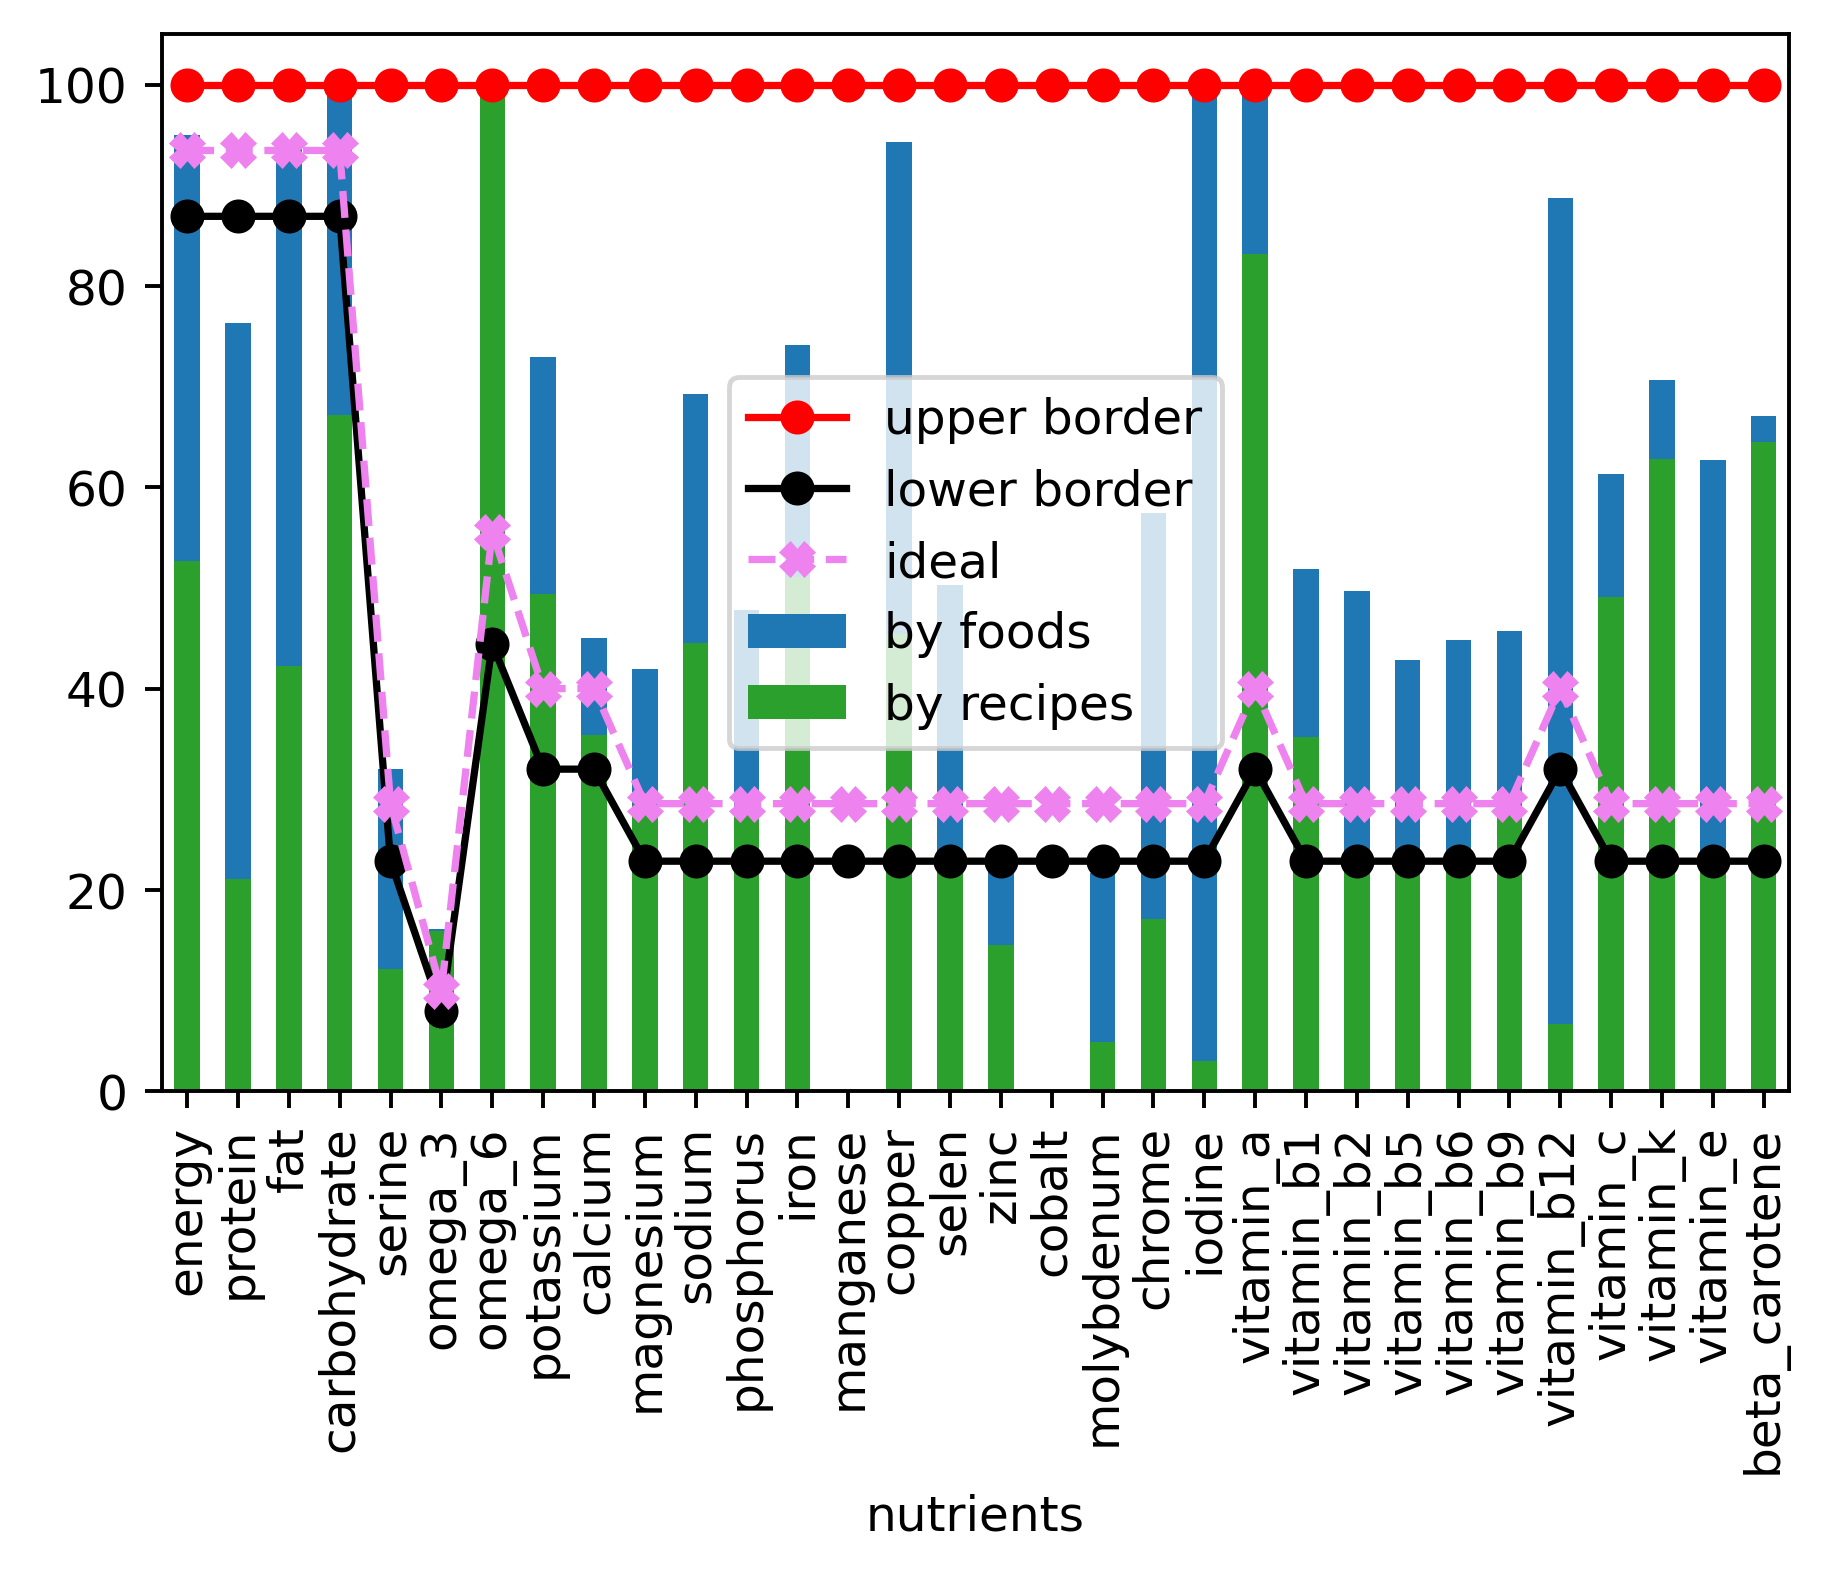 100
80
60
40
20
0
upper border
lower border
ideal
by foods
by recipes
energy
protein
fat
carbohydrate
serine
omega_3
omega_6
potassium
calcium
magnesium
sodium
phosphorus
iron
manganese
copper
selen
zinc
cobalt
molybdenum
chrome
iodine
vitamin_a
vitamin_b1
vitamin_b2
vitamin_b5
vitamin_b6
vitamin_b9
vitamin_b12
vitamin_c
vitamin_k
vitamin_e
beta_carotene
nutrients